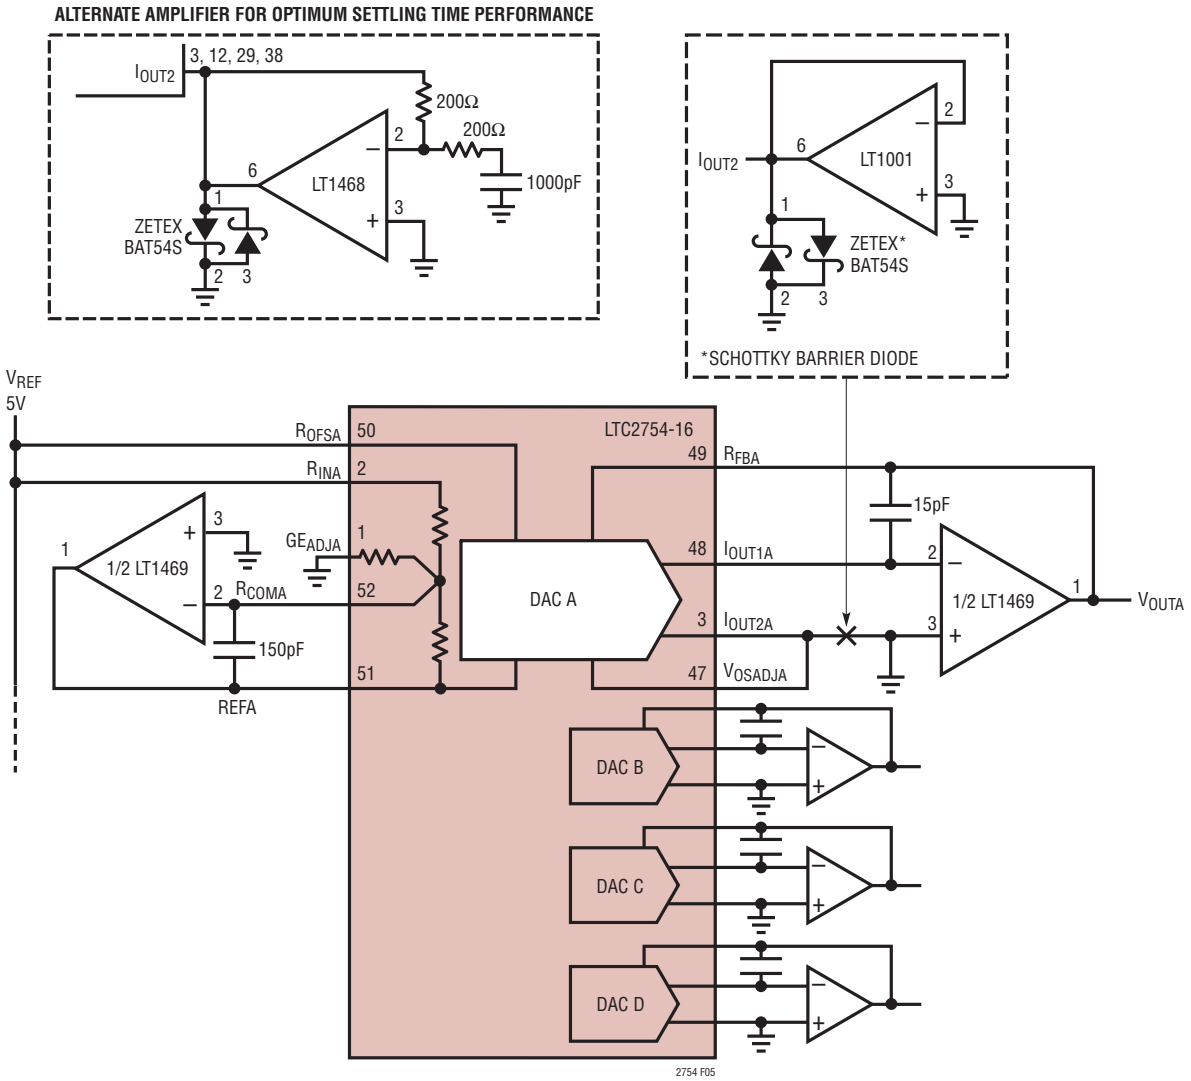 ALTERNATE AMPLIFIER FOR OPTIMUM SETTLING TIME PERFORMANCE
IOUT2
3, 12, 29, 38
200Ω
200Ω
1000pF
2
–
6
LT1468
+
3
1
ZETEX
BAT54S
2
3
2
–
6
IOUT2
LT1001
+
3
1
ZETEX*
BAT54S
2
3
*SCHOTTKY BARRIER DIODE
VREF
5V
ROFSA
50
LTC2754-16
RINA
2
49
RFBA
15pF
3
+
1
1/2 LT1469
–
2
RCOMA
GEADJA
1
52
150pF
51
REFA
DAC A
48
IOUT1A
2
–
1
VOUTA
1/2 LT1469
3
IOUT2A
3
+
47
VOSADJA
DAC B
–
+
DAC C
–
+
DAC D
–
+
2754 F05